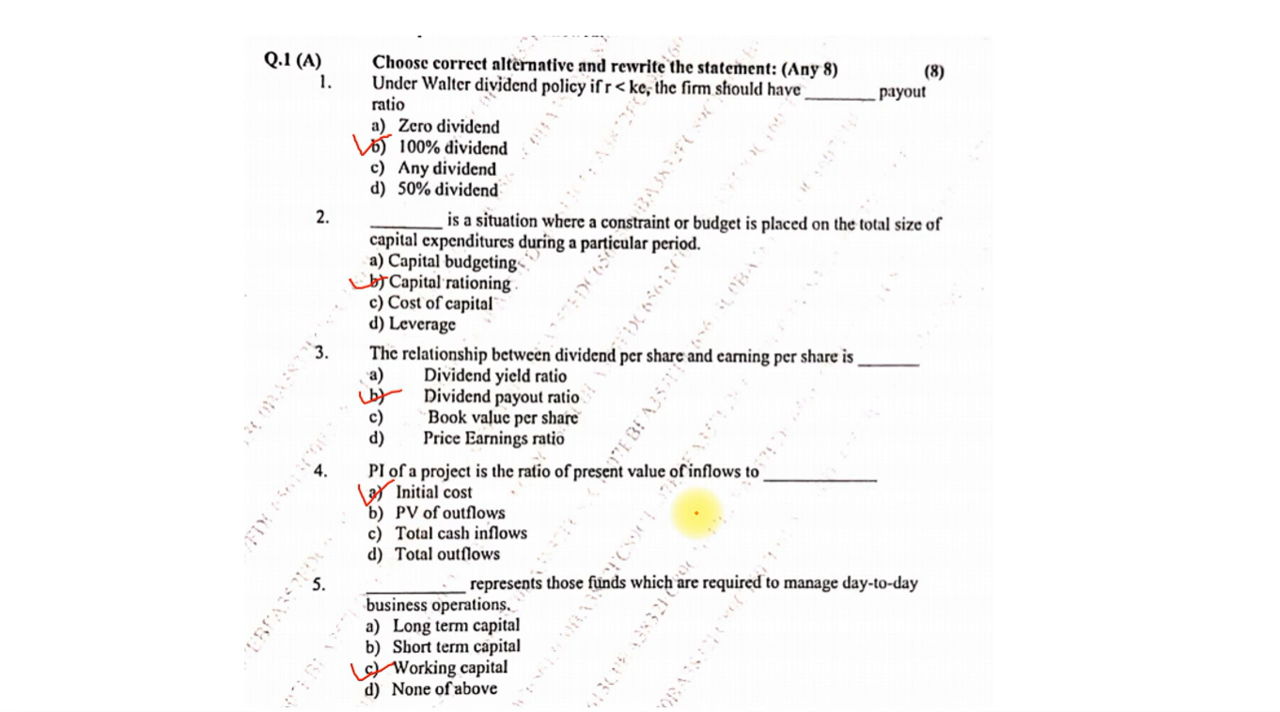 Q.1 (A) Choose correct alternative and rewrite the statement: (Any 8) (8)
1. Under Walter dividend policy if r < ke, the firm should have ________ payout
ratio
a) Zero dividend
b) 100% dividend
c) Any dividend
d) 50% dividend
2. ________ is a situation where a constraint or budget is placed on the total size of
capital expenditures during a particular period.
a) Capital budgeting
b) Capital rationing
c) Cost of capital
d) Leverage
3. The relationship between dividend per share and earning per share is ______
a) Dividend yield ratio
b) Dividend payout ratio
c) Book value per share
d) Price Earnings ratio
4. PI of a project is the ratio of present value of inflows to ____________
a) Initial cost
b) PV of outflows
c) Total cash inflows
d) Total outflows
5. __________ represents those funds which are required to manage day-to-day
business operations.
a) Long term capital
b) Short term capital
c) Working capital
d) None of above